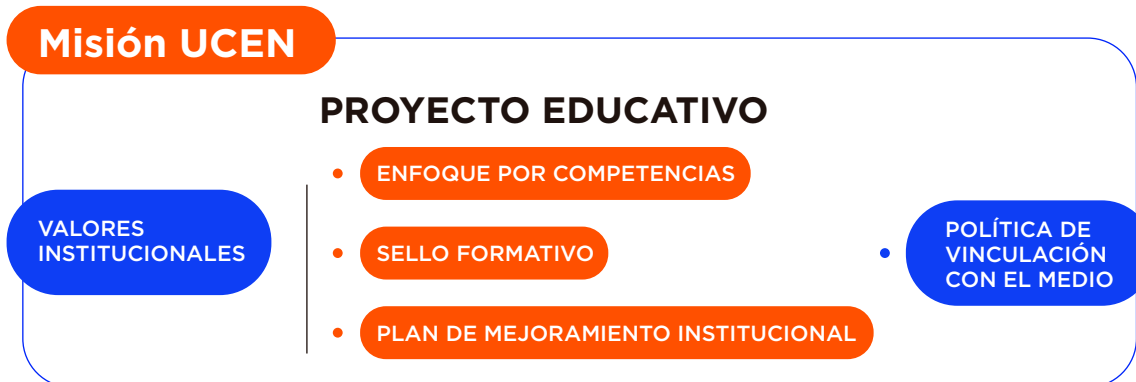 Misión UCEN
PROYECTO EDUCATIVO
ENFOQUE POR COMPETENCIAS
VALORES
INSTITUCIONALES
SELLO FORMATIVO
POLÍTICA DE
VINCULACIÓN
CON EL MEDIO
PLAN DE MEJORAMIENTO INSTITUCIONAL